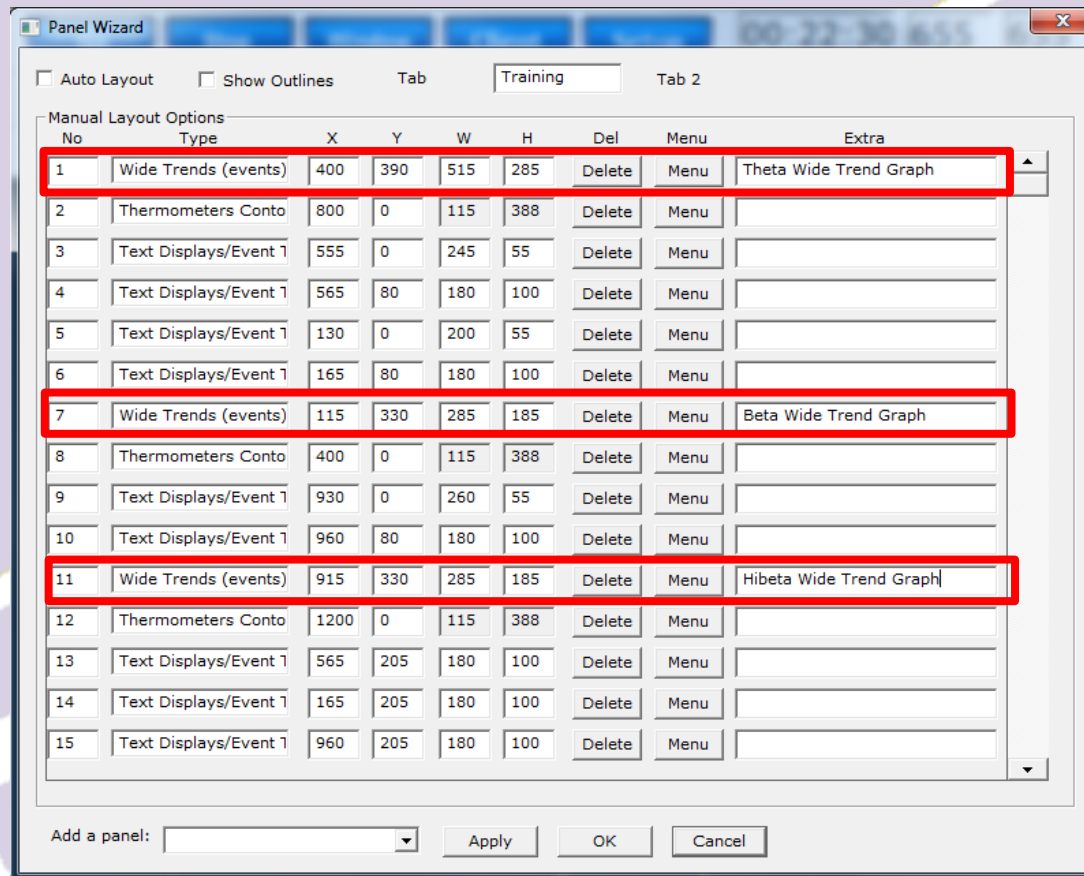 Panel Wizard
00:22:30 655
Auto Layout Show Outlines Tab Training Tab 2
Manual Layout Options
No Type X Y W H Del Menu Extra
1 Wide Trends (events) 400 390 515 285 Delete Menu Theta Wide Trend Graph
2 Thermometers Conto 800 0 115 388 Delete Menu
3 Text Displays/Event T 555 0 245 55 Delete Menu
4 Text Displays/Event T 565 80 180 100 Delete Menu
5 Text Displays/Event T 130 0 200 55 Delete Menu
6 Text Displays/Event T 165 80 180 100 Delete Menu
7 Wide Trends (events) 115 330 285 185 Delete Menu Beta Wide Trend Graph
8 Thermometers Conto 400 0 115 388 Delete Menu
9 Text Displays/Event T 930 0 260 55 Delete Menu
10 Text Displays/Event T 960 80 180 100 Delete Menu
11 Wide Trends (events) 915 330 285 185 Delete Menu Hibeta Wide Trend Graph
12 Thermometers Conto 1200 0 115 388 Delete Menu
13 Text Displays/Event T 565 205 180 100 Delete Menu
14 Text Displays/Event T 165 205 180 100 Delete Menu
15 Text Displays/Event T 960 205 180 100 Delete Menu
Add a panel: Apply OK Cancel